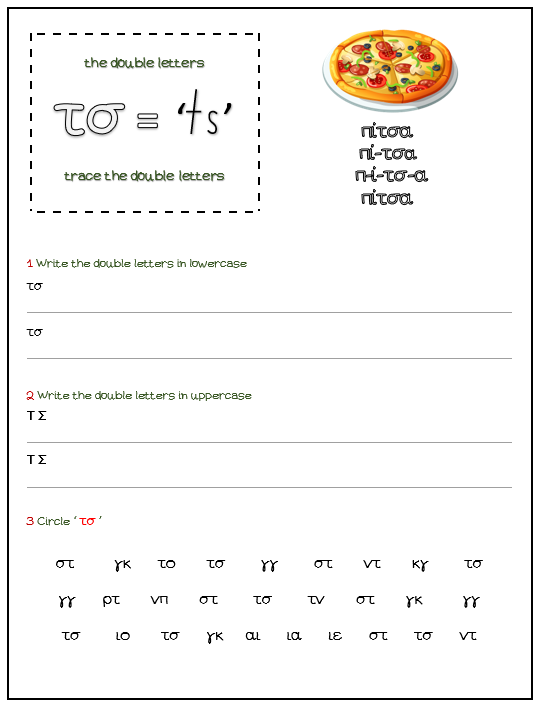 the double letters
τσ = 'ts'
trace the double letters
πίτσα
πί-τσα
π-ί-τσ-α
πίτσα
1 Write the double letters in lowercase
τσ
τσ
2 Write the double letters in uppercase
ΤΣ
ΤΣ
3 Circle ‘ τσ ’
στ γκ το τσ γγ στ ντ κγ τσ
γγ ρτ νπ στ τσ τν στ γκ γγ
τσ ιο τσ γκ αι ια ιε στ τσ ντ